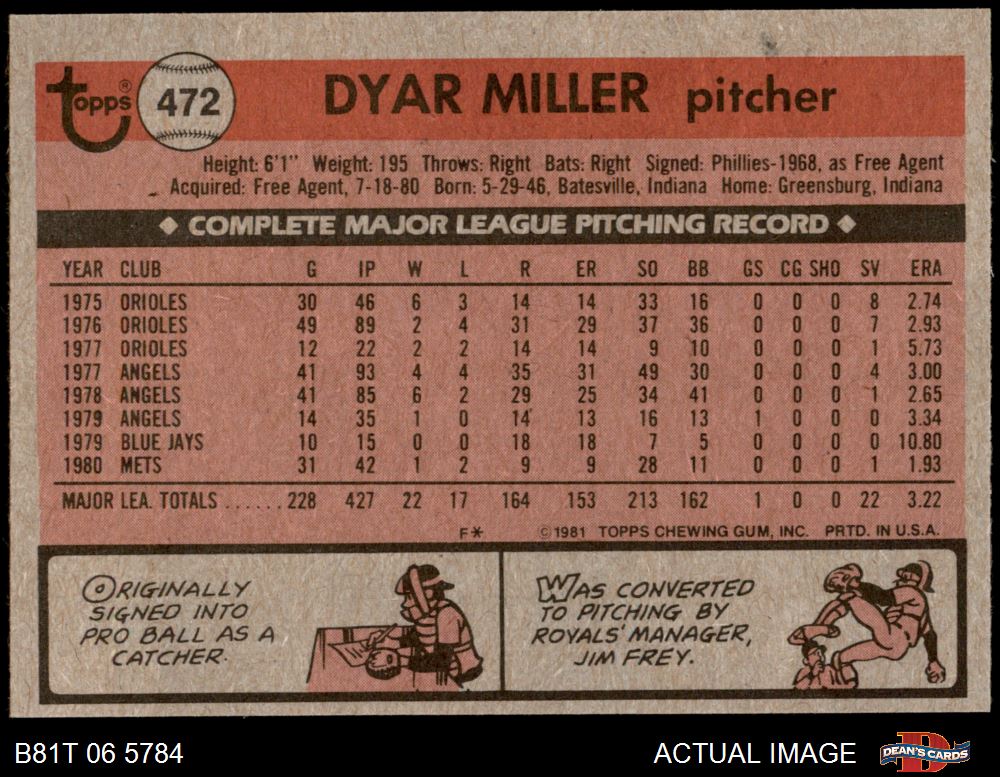 Topps® 472 DYAR MILLER pitcher
Height: 6'1" Weight: 195 Throws: Right Bats: Right Signed: Phillies-1968, as Free Agent
Acquired: Free Agent, 7-18-80 Born: 5-29-46, Batesville, Indiana Home: Greensburg, Indiana
◆ COMPLETE MAJOR LEAGUE PITCHING RECORD ◆
YEAR CLUB G IP W L R ER SO BB GS CG SHO SV ERA
1975 ORIOLES 30 46 6 3 14 14 33 16 0 0 0 8 2.74
1976 ORIOLES 49 89 2 4 31 29 37 36 0 0 0 7 2.93
1977 ORIOLES 12 22 2 2 14 14 9 10 0 0 0 1 5.73
1977 ANGELS 41 93 4 4 35 31 49 30 0 0 0 4 3.00
1978 ANGELS 41 85 6 2 29 25 34 41 0 0 0 1 2.65
1979 ANGELS 14 35 1 0 14 13 16 13 1 0 0 0 3.34
1979 BLUE JAYS 10 15 0 0 18 18 7 5 0 0 0 0 10.80
1980 METS 31 42 1 2 9 9 28 11 0 0 0 1 1.93
MAJOR LEA. TOTALS ...... 228 427 22 17 164 153 213 162 1 0 0 22 3.22
F* ©1981 TOPPS CHEWING GUM, INC. PRTD. IN U.S.A.
ORIGINALLY
SIGNED INTO
PRO BALL AS A
CATCHER.
WAS CONVERTED
TO PITCHING BY
ROYALS' MANAGER,
JIM FREY.
B81T 06 5784 ACTUAL IMAGE DEAN'S CARDS